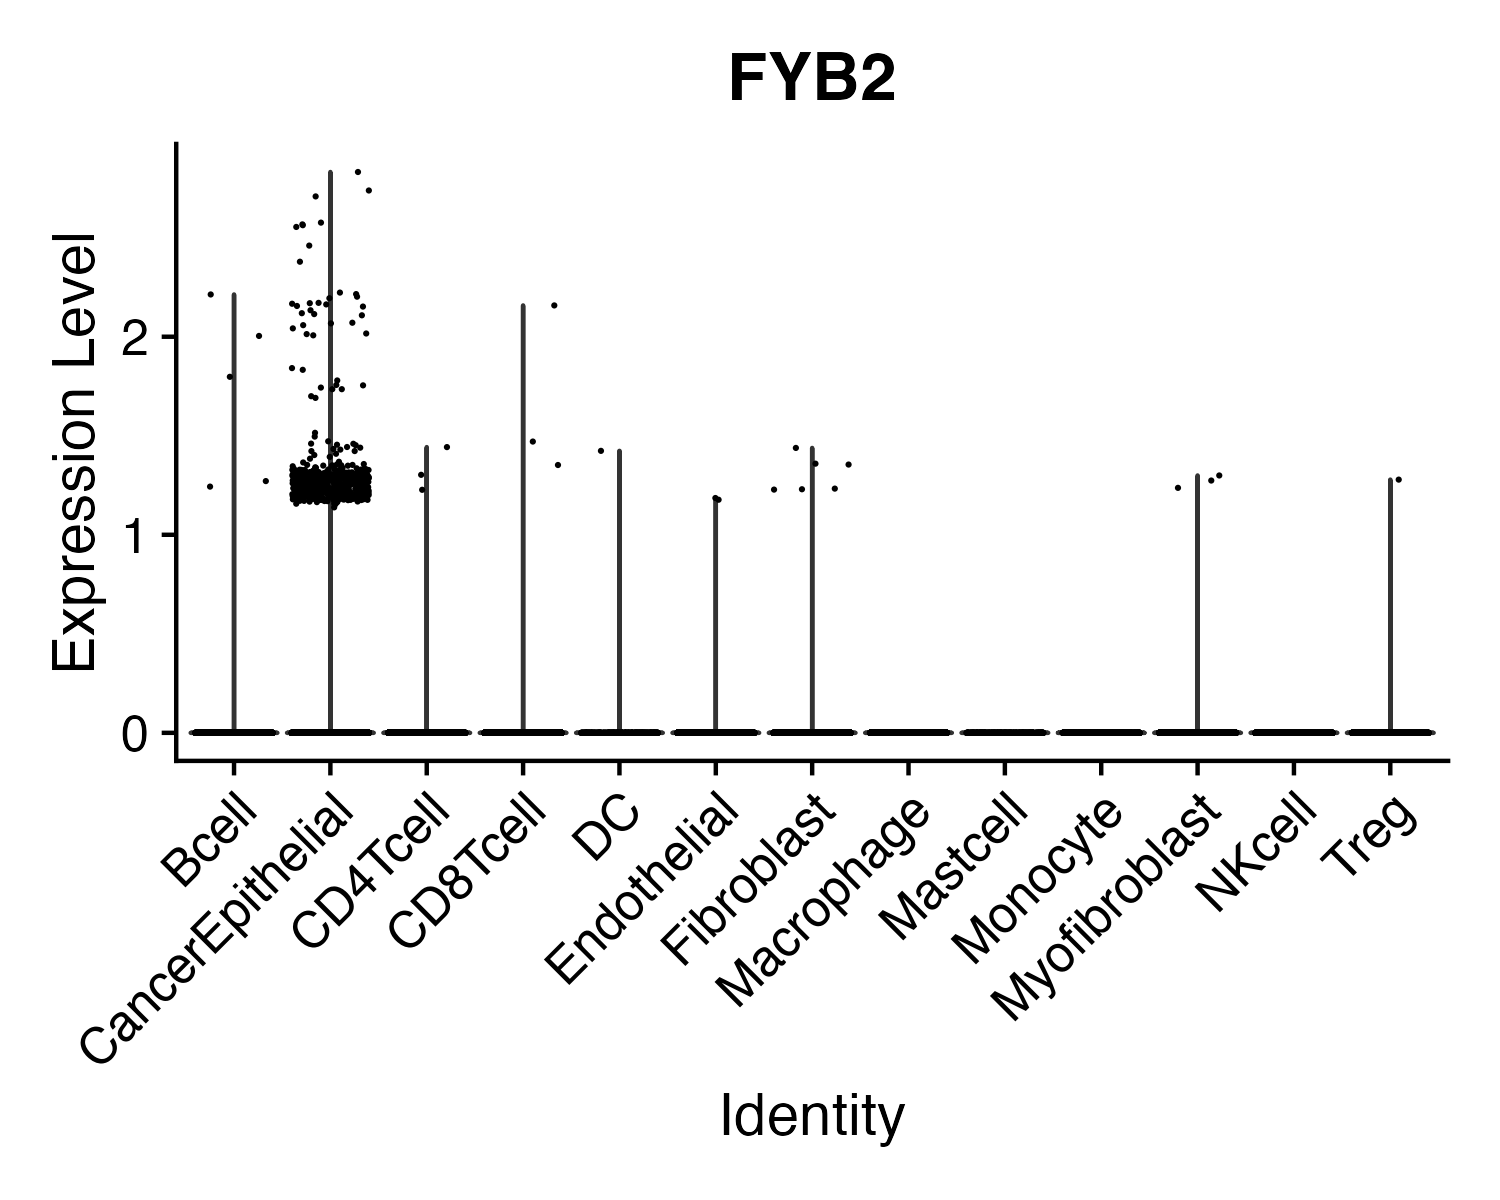 FYB2
Expression Level
2
1
0
Bcell
CancerEpithelial
CD4Tcell
CD8Tcell
DC
Endothelial
Fibroblast
Macrophage
Mastcell
Monocyte
Myofibroblast
NKcell
Treg
Identity